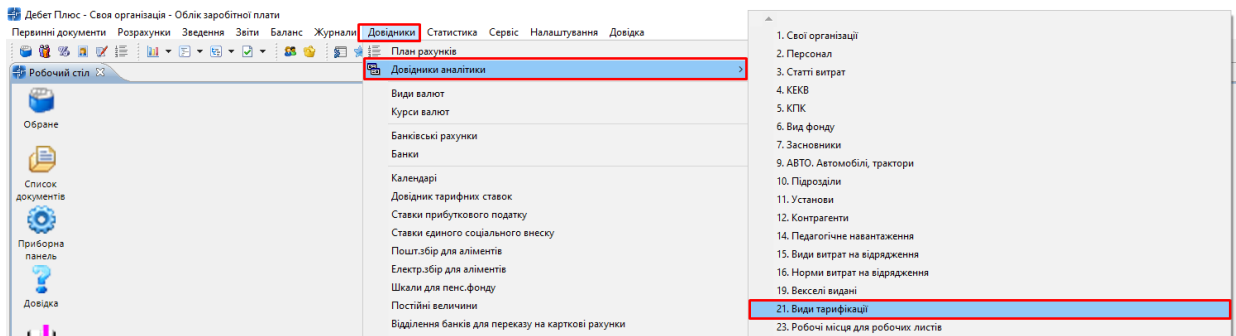 Дебет Плюс - Своя організація - Облік заробітної плати
Первинні документи Розрахунки Зведення Звіти Баланс Журнали Довідники Статистика Сервіс Налаштування Довідка
Робочий стіл
Обране
Список
документів
Приборна
панель
Довідка
План рахунків
Довідники аналітики
Види валют
Курси валют
Банківські рахунки
Банки
Календарі
Довідник тарифних ставок
Ставки прибуткового податку
Ставки єдиного соціального внеску
Пошт.збір для аліментів
Електр.збір для аліментів
Шкали для пенс.фонду
Постійні величини
Відділення банків для переказу на карткові рахунки
1. Свої організації
2. Персонал
3. Статті витрат
4. КЕКВ
5. КПК
6. Вид фонду
7. Засновники
9. АВТО. Автомобілі, трактори
10. Підрозділи
11. Установи
12. Контрагенти
14. Педагогічне навантаження
15. Види витрат на відрядження
16. Норми витрат на відрядження
19. Векселі видані
21. Види тарифікації
23. Робочі місця для робочих листів